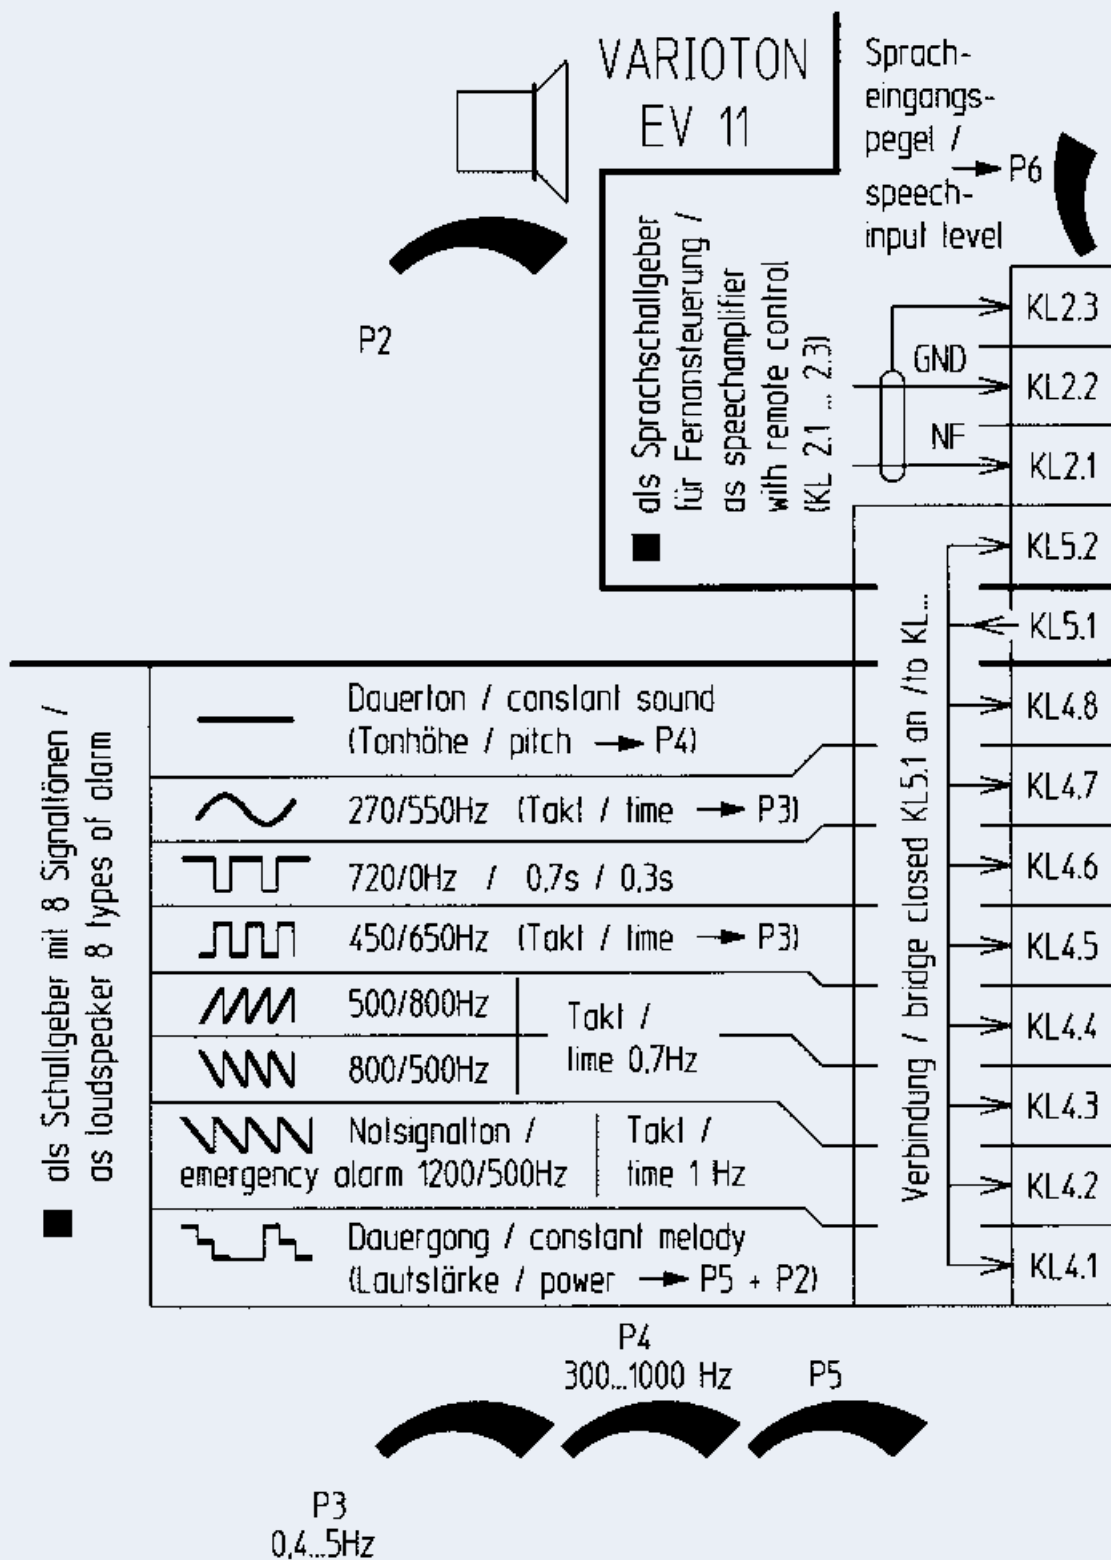 VARIOTON
EV 11
Sprach-
eingangs-
pegel /
→ P6
speech-
input level
P2
als Sprachschallgeber
für Fernansteuerung /
as speechamplifier
with remote control
(KL 2.1 ... 2.3)
KL2.3
GND
KL2.2
NF
KL2.1
KL5.2
KL5.1
Verbindung / bridge closed KL5.1 an /to KL...
als Schallgeber mit 8 Signaltönen /
as loudspeaker 8 types of alarm
Dauerton / constant sound
(Tonhöhe / pitch → P4)
KL4.8
270/550Hz (Takt / time → P3)
KL4.7
720/0Hz / 0,7s / 0,3s
KL4.6
450/650Hz (Takt / time → P3)
KL4.5
500/800Hz
KL4.4
800/500Hz
Takt /
time 0,7Hz
KL4.3
Notsignalton /
emergency alarm 1200/500Hz
Takt /
time 1 Hz
KL4.2
Dauergong / constant melody
(Lautstärke / power → P5 + P2)
KL4.1
P4
300...1000 Hz
P5
P3
0,4...5Hz